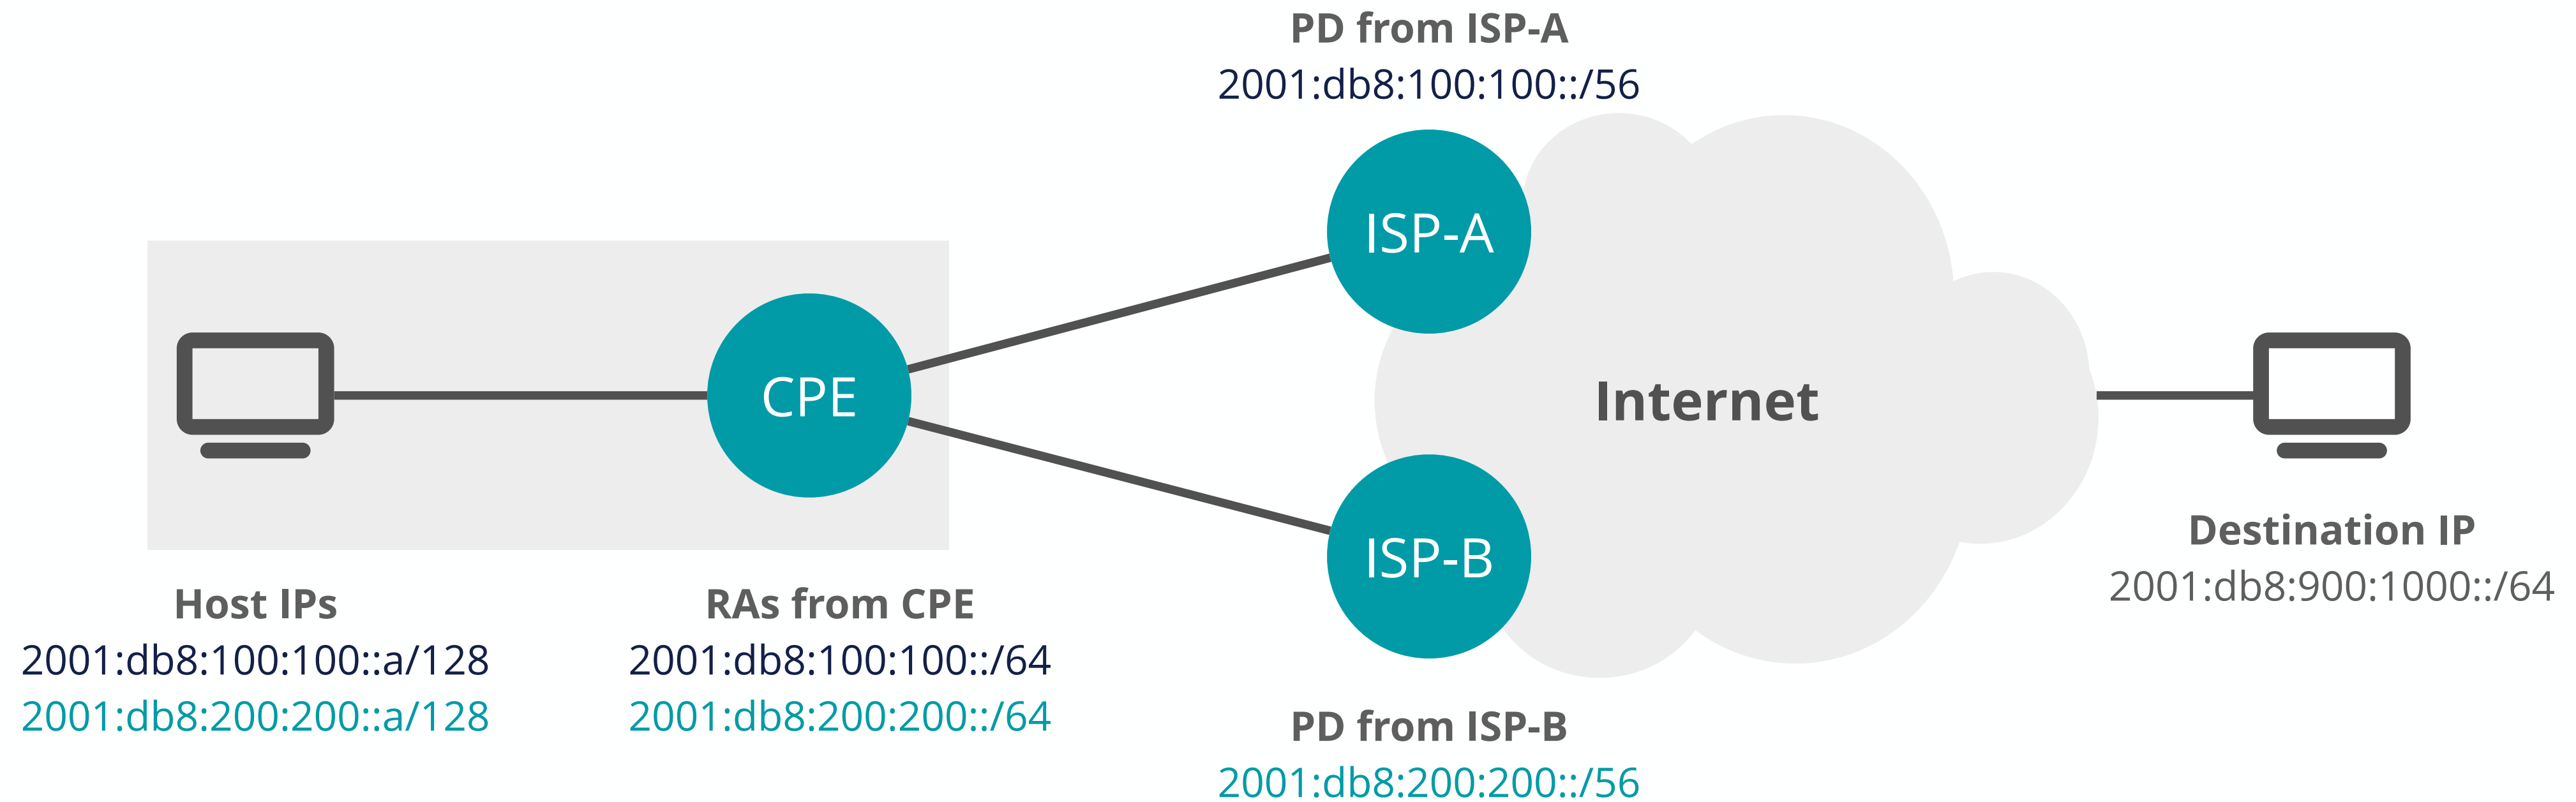 PD from ISP-A
2001:db8:100:100::/56
ISP-A
CPE
Internet
ISP-B
Destination IP
2001:db8:900:1000::/64
Host IPs
2001:db8:100:100::a/128
2001:db8:200:200::a/128
RAs from CPE
2001:db8:100:100::/64
2001:db8:200:200::/64
PD from ISP-B
2001:db8:200:200::/56